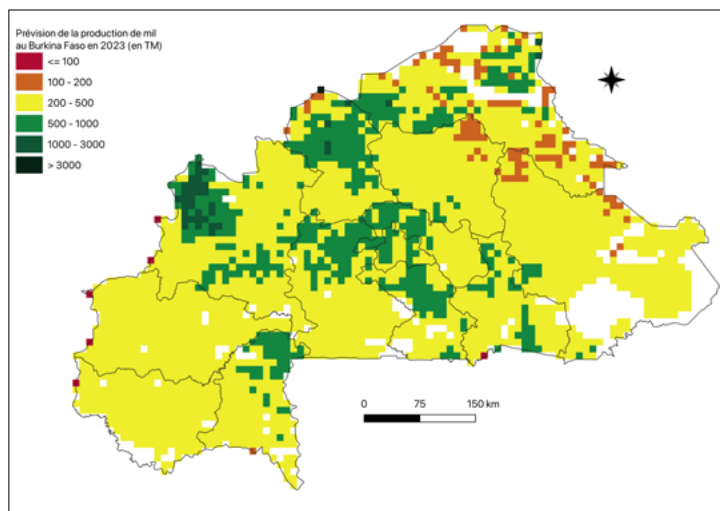 Prévision de la production de mil
au Burkina Faso en 2023 (en TM)
<= 100
100 - 200
200 - 500
500 - 1000
1000 - 3000
> 3000
0 75 150 km